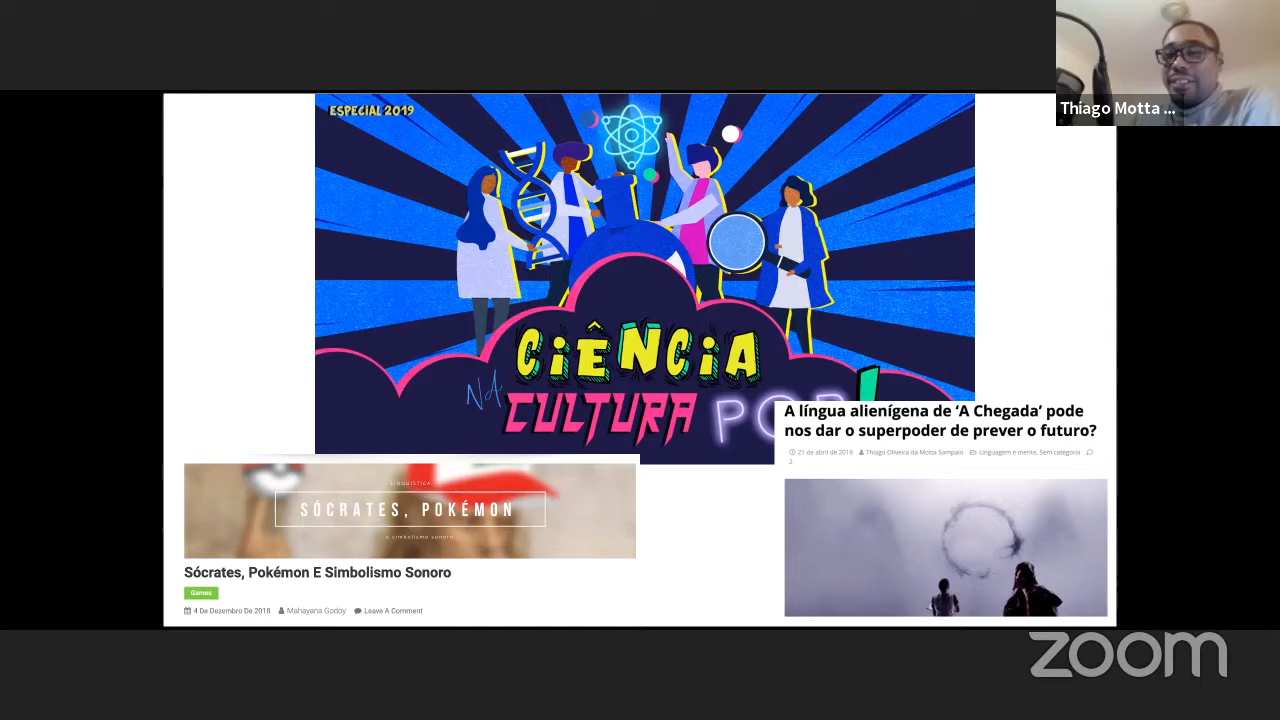 Thiago Motta ...
ESPECIAL 2019
NA CIÊNCIA
CULTURA POP!
A língua alienígena de ‘A Chegada’ pode
nos dar o superpoder de prever o futuro?
21 de abril de 2019 Thiago Oliveira da Motta Sampaio Linguagem e mente, Sem categoria
2
LINGUÍSTICA
SÓCRATES, POKÉMON
e simbolismo sonoro
Sócrates, Pokémon E Simbolismo Sonoro
Games
4 De Dezembro De 2018 Mahayana Godoy Leave A Comment
zoom